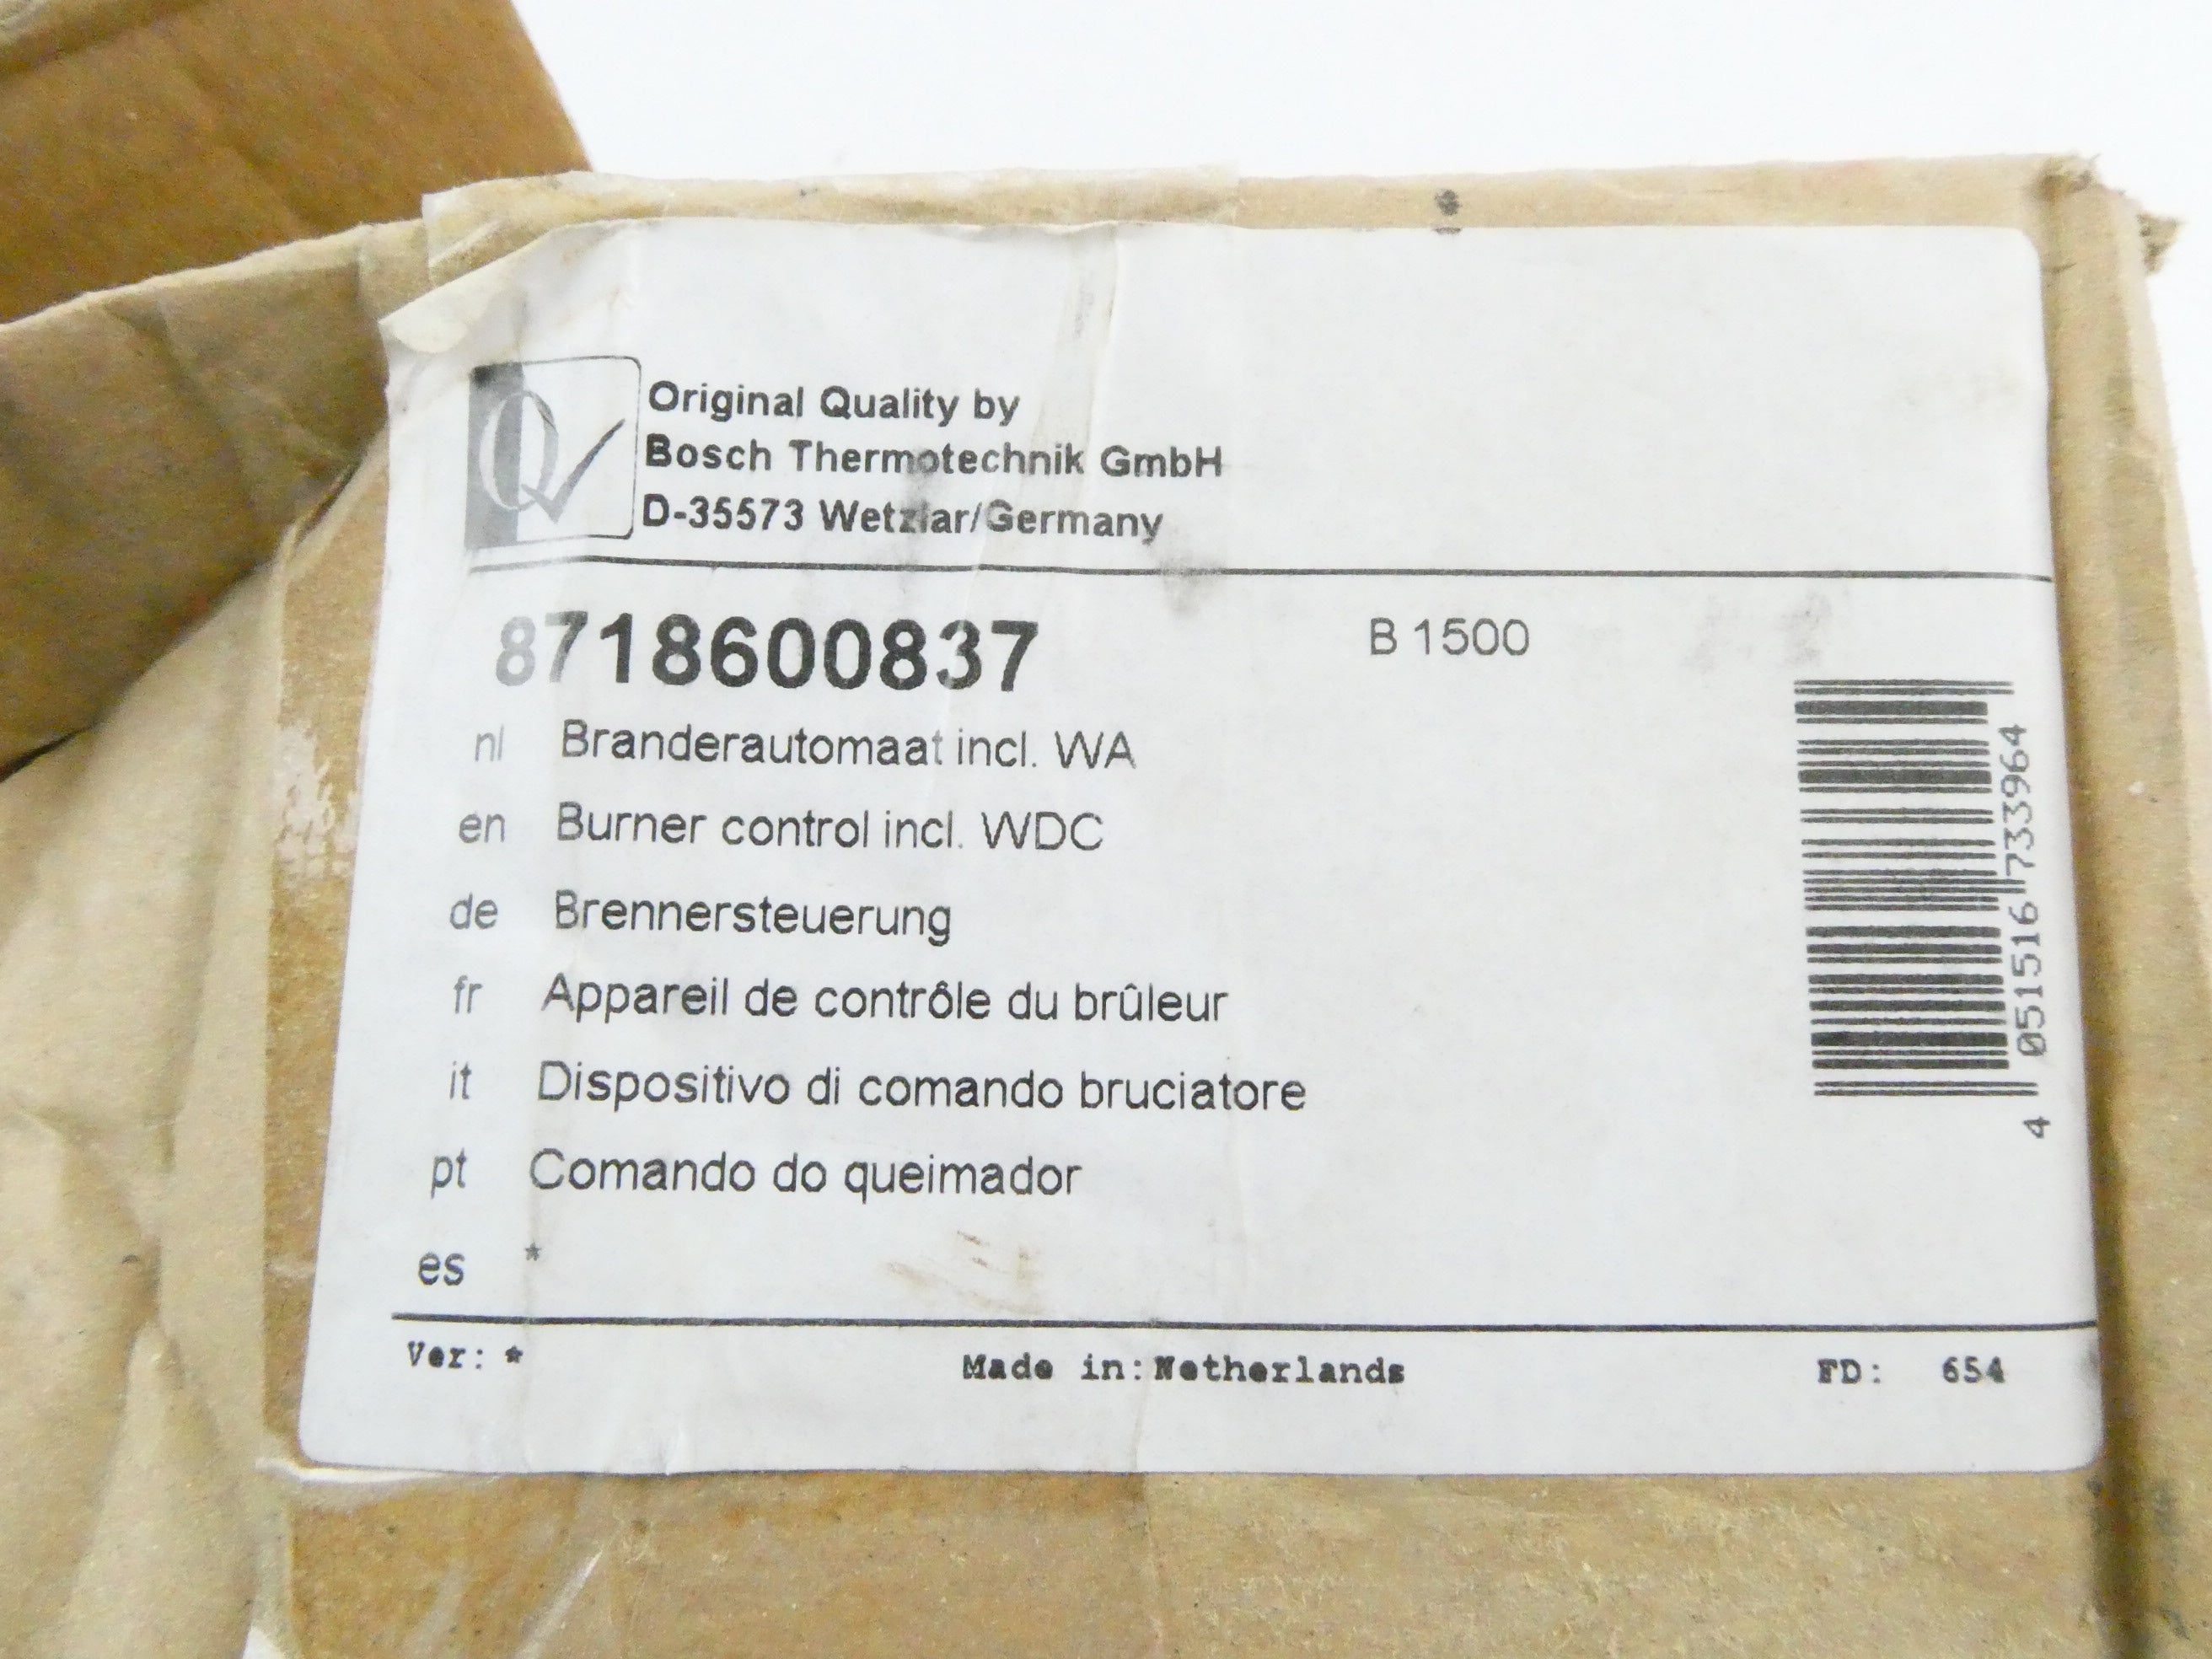 Q
Original Quality by
Bosch Thermotechnik GmbH
D-35573 Wetzlar/Germany
8718600837 B 1500
nl Branderautomaat incl. WA
en Burner control incl. WDC
de Brennersteuerung
fr Appareil de contrôle du brûleur
it Dispositivo di comando bruciatore
pt Comando do queimador
es *
4 051516 733964
Ver: * Made in: Netherlands FD: 654